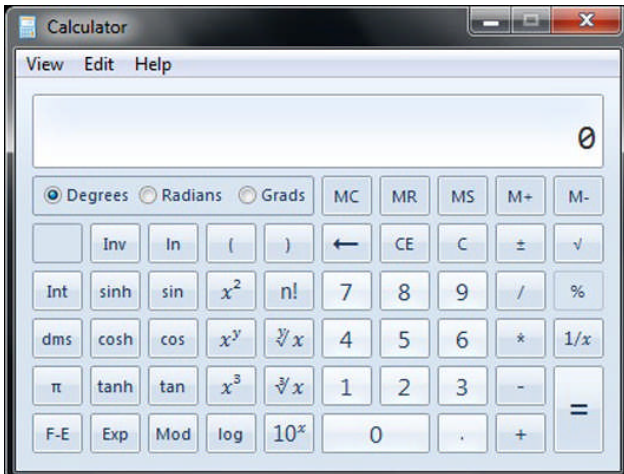 Calculator
View Edit Help
0
Degrees Radians Grads MC MR MS M+ M-
Inv ln ( ) ← CE C ± √
Int sinh sin x² n! 7 8 9 / %
dms cosh cos xʸ ʸ√x 4 5 6 * 1/x
π tanh tan x³ ³√x 1 2 3 - =
F-E Exp Mod log 10ˣ 0 . +